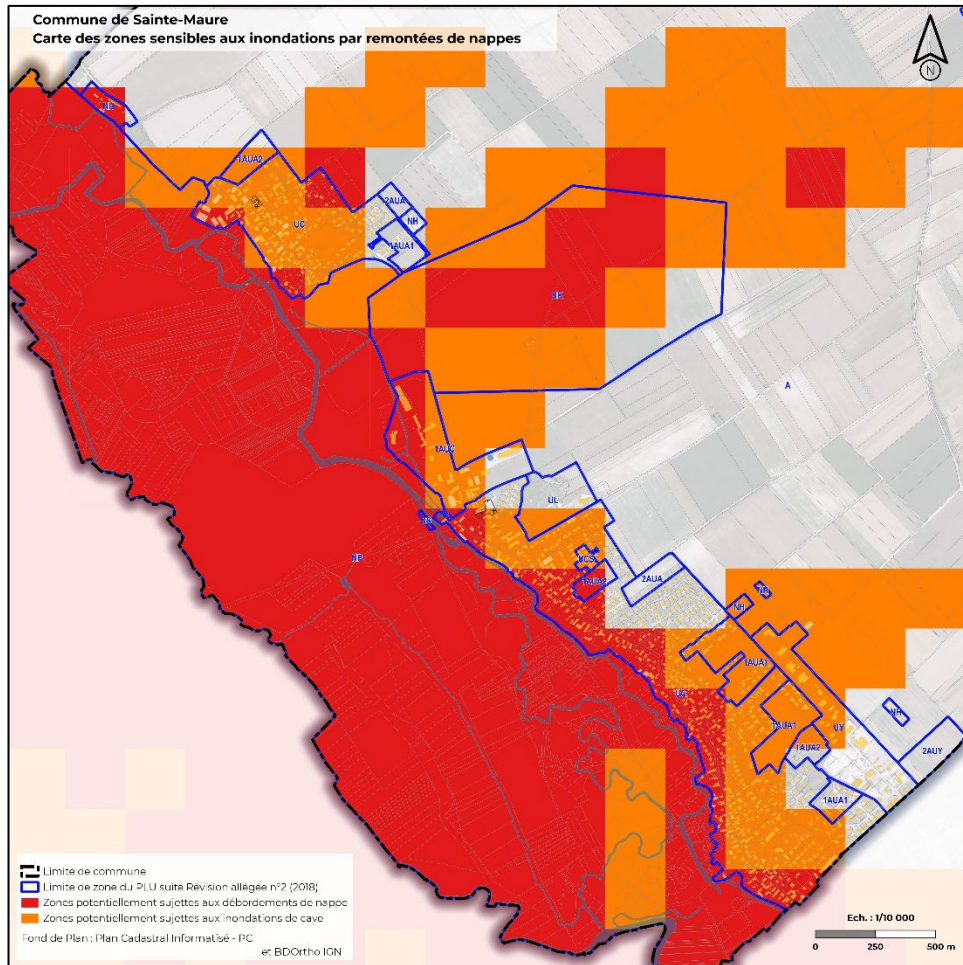 Commune de Sainte-Maure
Carte des zones sensibles aux inondations par remontées de nappes
N
1AUA2
2AUA
UC
NH
1AUA1
A
1AUC
UL
UCS
2AUA
NP
NH
1AUA1
UC
NH
1AUA1
UY
1AUA2
2AUY
1AUA1
Limite de commune
Limite de zone du PLU suite Révision allégée n°2 (2018)
Zones potentiellement sujettes aux débordements de nappe
Zones potentiellement sujettes aux inondations de cave
Fond de Plan : Plan Cadastral Informatisé - PC
et BDOrtho IGN
Ech. : 1/10 000
0 250 500 m